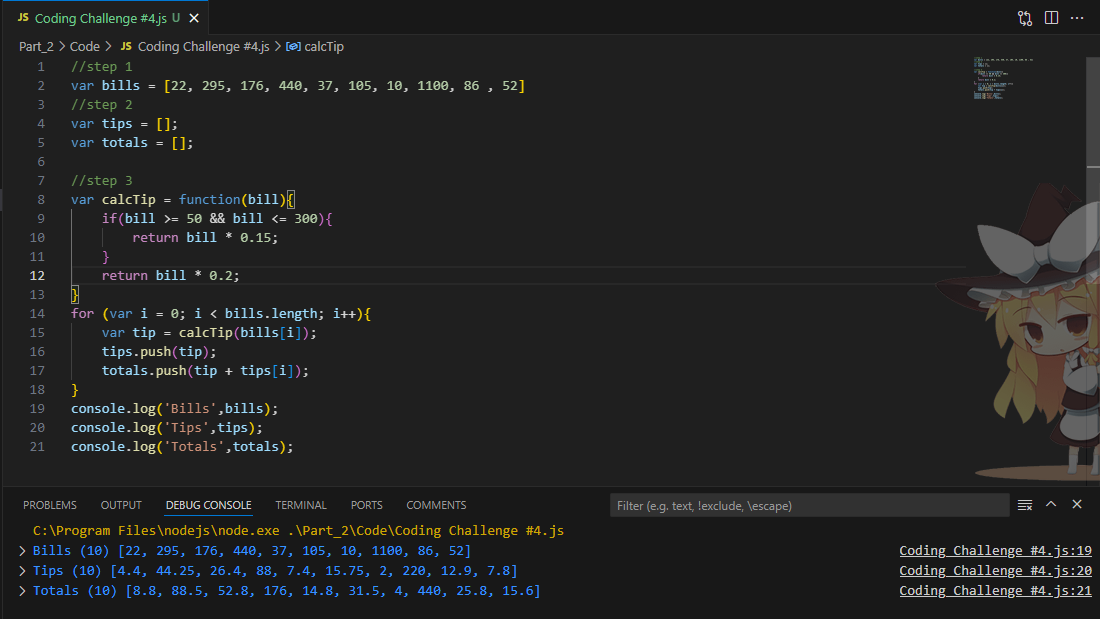 JS Coding Challenge #4.js U
Part_2 > Code > JS Coding Challenge #4.js > calcTip
1 //step 1
2 var bills = [22, 295, 176, 440, 37, 105, 10, 1100, 86 , 52]
3 //step 2
4 var tips = [];
5 var totals = [];
6
7 //step 3
8 var calcTip = function(bill){
9 if(bill >= 50 && bill <= 300){
10 return bill * 0.15;
11 }
12 return bill * 0.2;
13 }
14 for (var i = 0; i < bills.length; i++){
15 var tip = calcTip(bills[i]);
16 tips.push(tip);
17 totals.push(tip + tips[i]);
18 }
19 console.log('Bills',bills);
20 console.log('Tips',tips);
21 console.log('Totals',totals);
PROBLEMS OUTPUT DEBUG CONSOLE TERMINAL PORTS COMMENTS Filter (e.g. text, !exclude, \escape)
C:\Program Files\nodejs\node.exe .\Part_2\Code\Coding Challenge #4.js
> Bills (10) [22, 295, 176, 440, 37, 105, 10, 1100, 86, 52] Coding Challenge #4.js:19
> Tips (10) [4.4, 44.25, 26.4, 88, 7.4, 15.75, 2, 220, 12.9, 7.8] Coding Challenge #4.js:20
> Totals (10) [8.8, 88.5, 52.8, 176, 14.8, 31.5, 4, 440, 25.8, 15.6] Coding Challenge #4.js:21